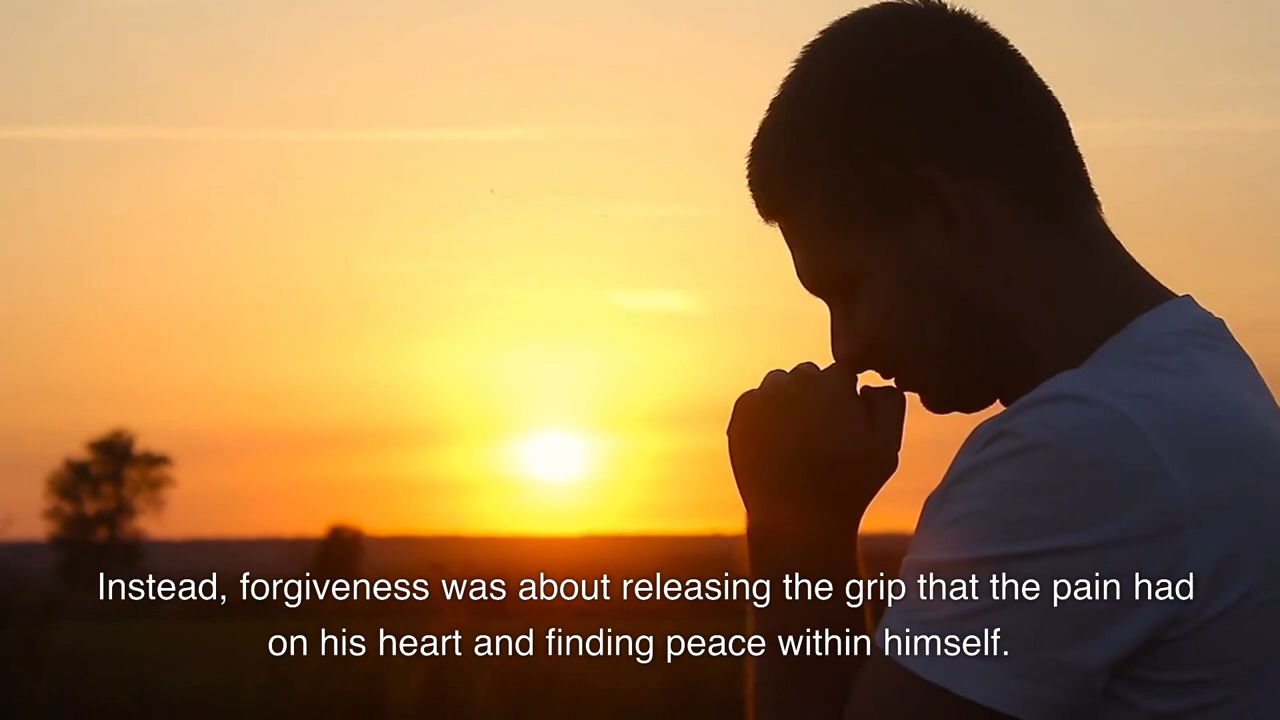 Instead, forgiveness was about releasing the grip that the pain had
on his heart and finding peace within himself.